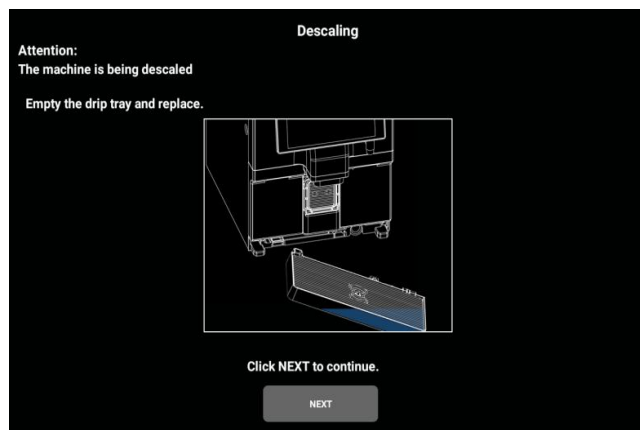 Descaling
Attention:
The machine is being descaled
Empty the drip tray and replace.
Click NEXT to continue.
NEXT